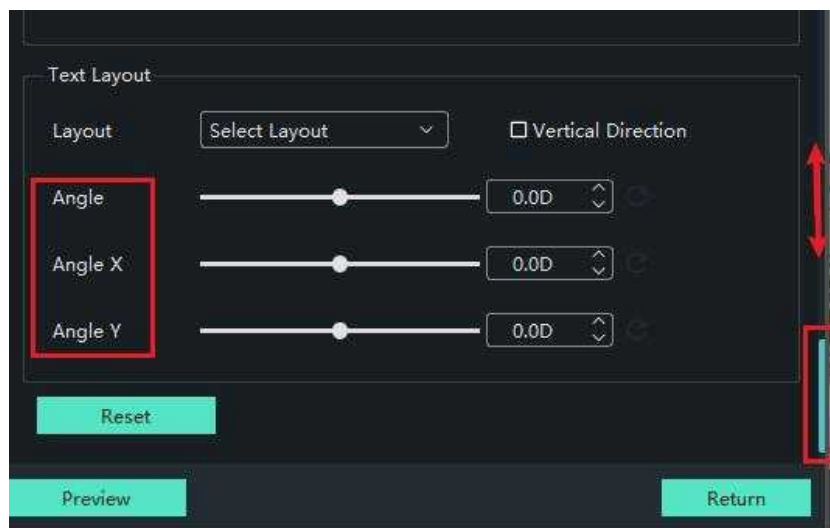 Text Layout
Layout Select Layout Vertical Direction
Angle 0.0D
Angle X 0.0D
Angle Y 0.0D
Reset
Preview Return